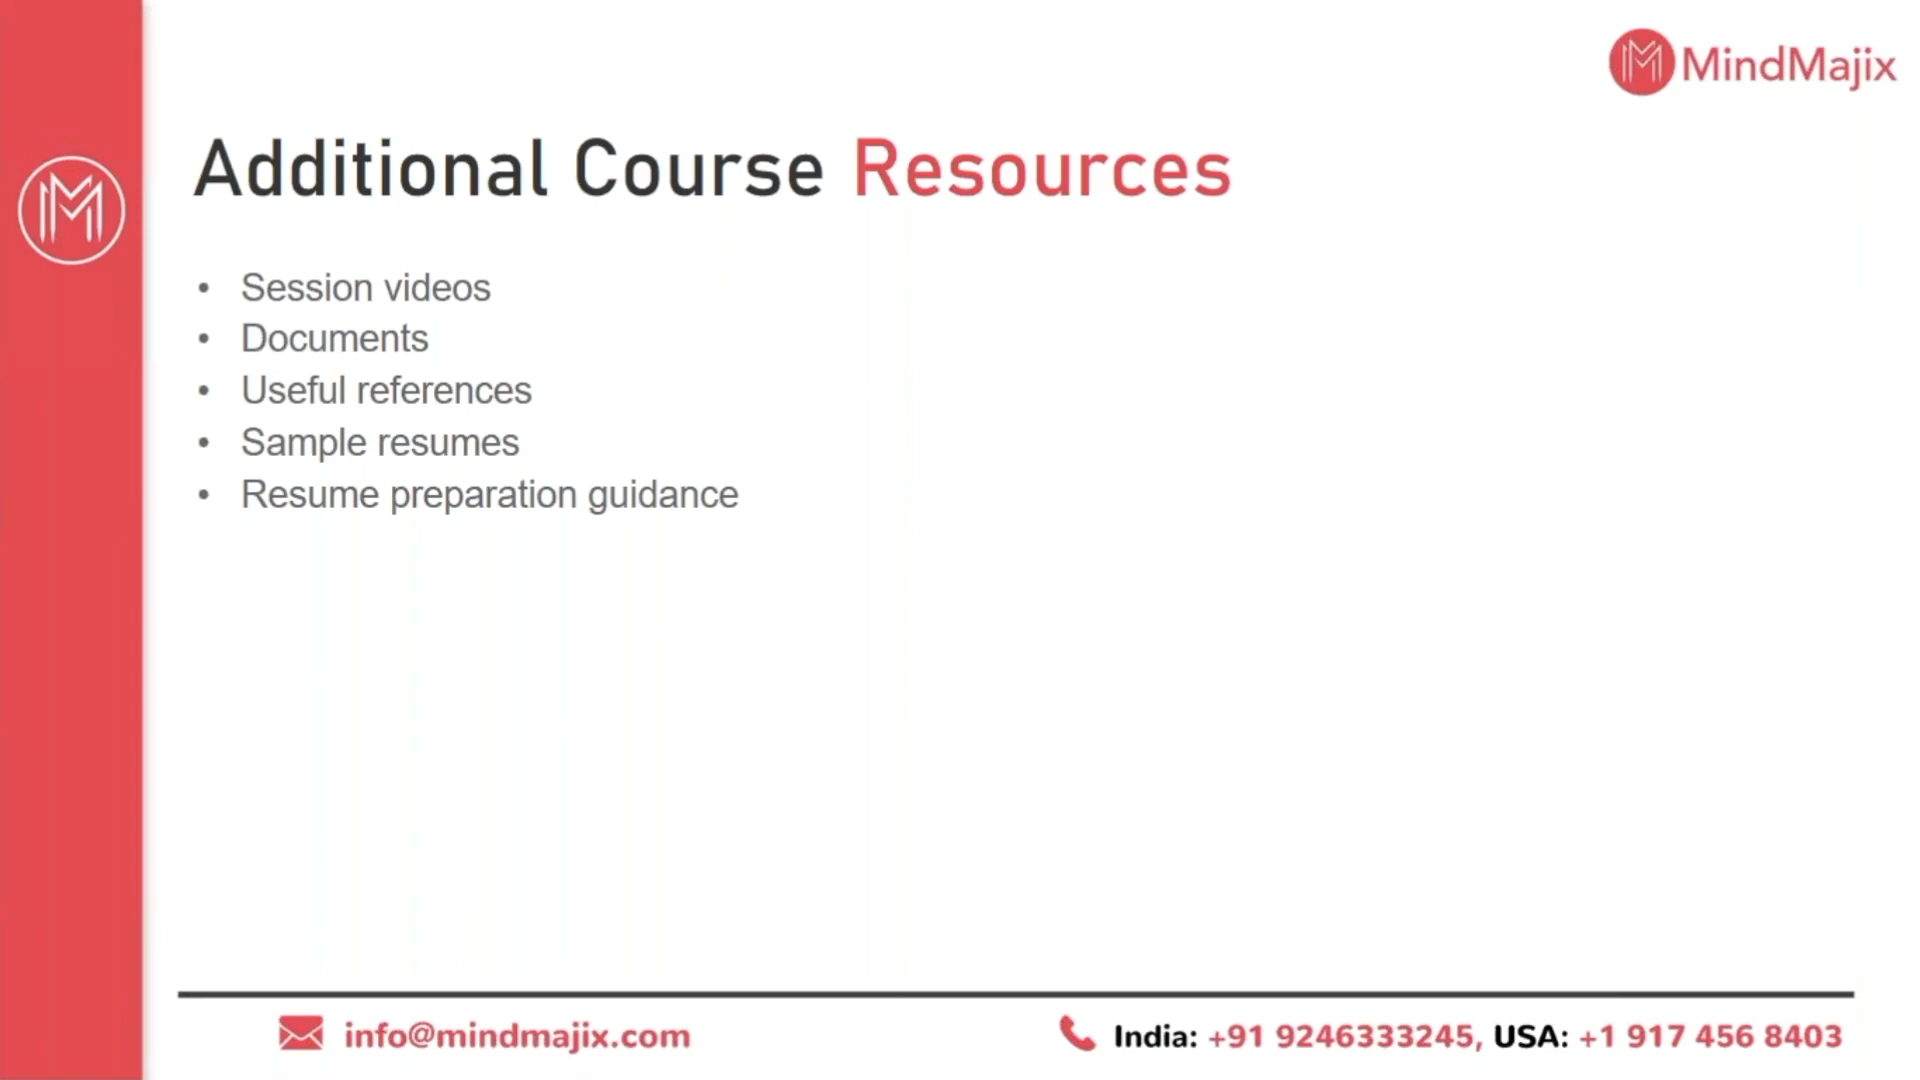 MindMajix
Additional Course Resources
• Session videos
• Documents
• Useful references
• Sample resumes
• Resume preparation guidance
info@mindmajix.com
India: +91 9246333245, USA: +1 917 456 8403